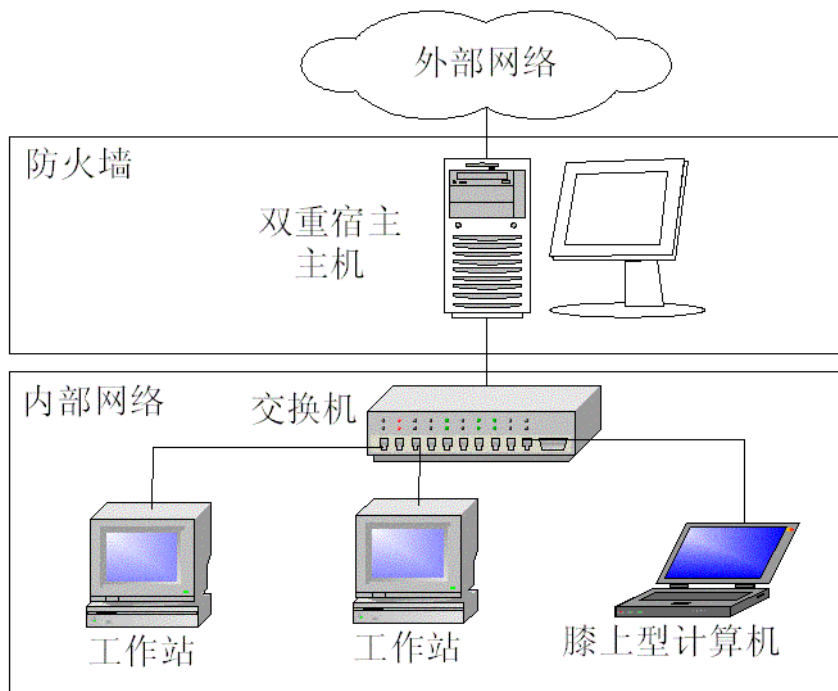 外部网络
防火墙
双重宿主
主机
内部网络
交换机
工作站
工作站
膝上型计算机